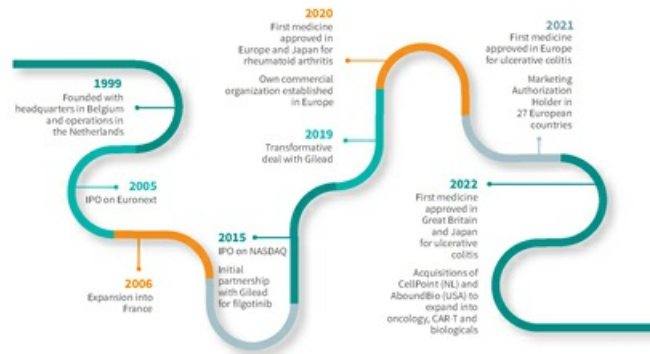 1999
Founded with
headquarters in Belgium
and operations in
the Netherlands
2005
IPO on Euronext
2006
Expansion into
France
2015
IPO on NASDAQ
Initial
partnership
with Gilead
for filgotinib
2019
Transformative
deal with Gilead
2020
First medicine
approved in
Europe and Japan for
rheumatoid arthritis
Own commercial
organization established
in Europe
2021
First medicine
approved in Europe
for ulcerative colitis
Marketing
Authorization
Holder in
27 European
countries
2022
First medicine
approved in
Great Britain
and Japan
for ulcerative
colitis
Acquisitions of
CellPoint (NL) and
AboundBio (USA) to
expand into
oncology, CAR-T and
biologicals